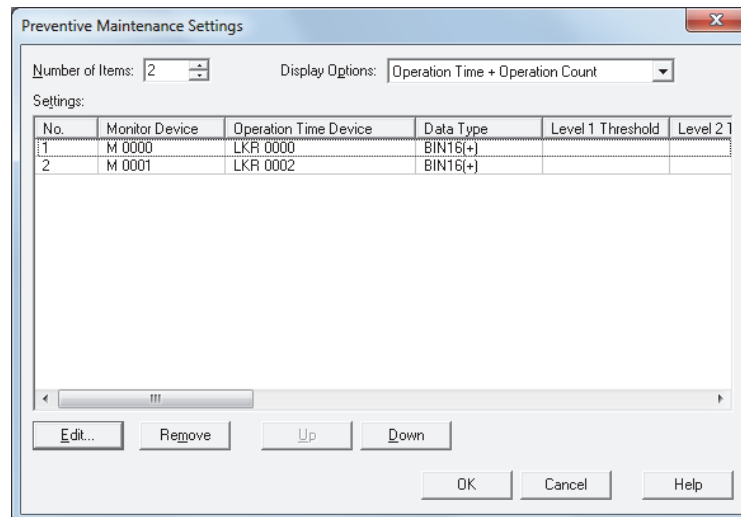 Preventive Maintenance Settings
Number of Items: 2 Display Options: Operation Time + Operation Count
Settings:
No. Monitor Device Operation Time Device Data Type Level 1 Threshold Level 2 T
1 M 0000 LKR 0000 BIN16(+)
2 M 0001 LKR 0002 BIN16(+)
Edit... Remove Up Down
OK Cancel Help